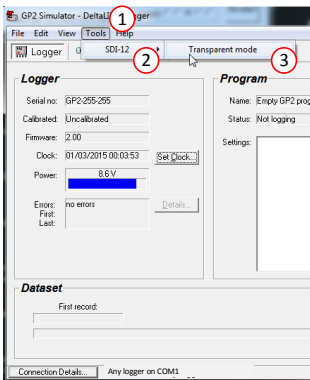 GP2 Simulator - DeltaL
gger
1
File Edit View Tools Help
Logger
SDI-12
Transparent mode
2
3
Logger
Program
Serial no: GP2-255-255
Name: Empty GP2 prog
Calibrated: Uncalibrated
Status: Not logging
Firmware: 2.00
Settings:
Clock: 01/03/2015 00:03:53 Set Clock...
Power: 8.6 V
Errors: no errors Details...
First:
Last:
Dataset
First record:
Connection Details... Any logger on COM1